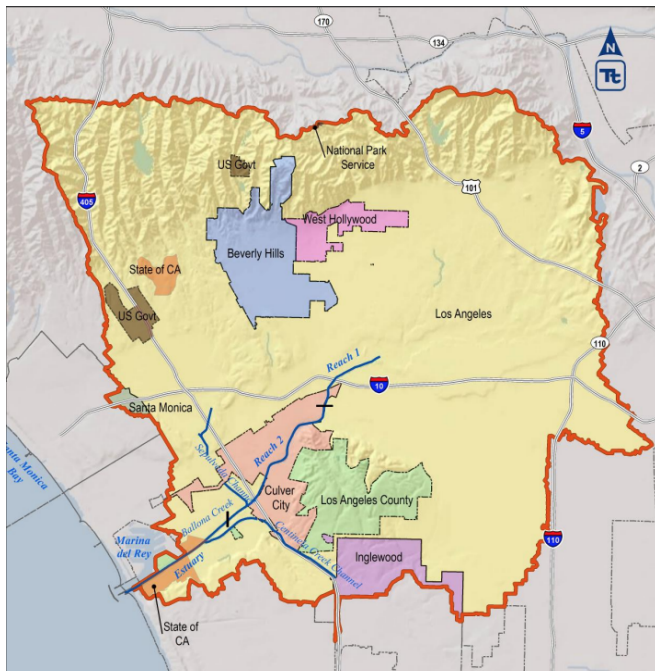 170
134
N
Tt
5
2
National Park
Service
US Govt
101
405
West Hollywood
Beverly Hills
State of CA
Los Angeles
US Govt
110
Reach 1
10
Santa Monica
Reach 2
Santa Monica
Bay
Sepulveda Channel
Culver
City
Los Angeles County
Ballona Creek
Centinela Creek Channel
Marina
del Rey
Estuary
Inglewood
110
State of
CA